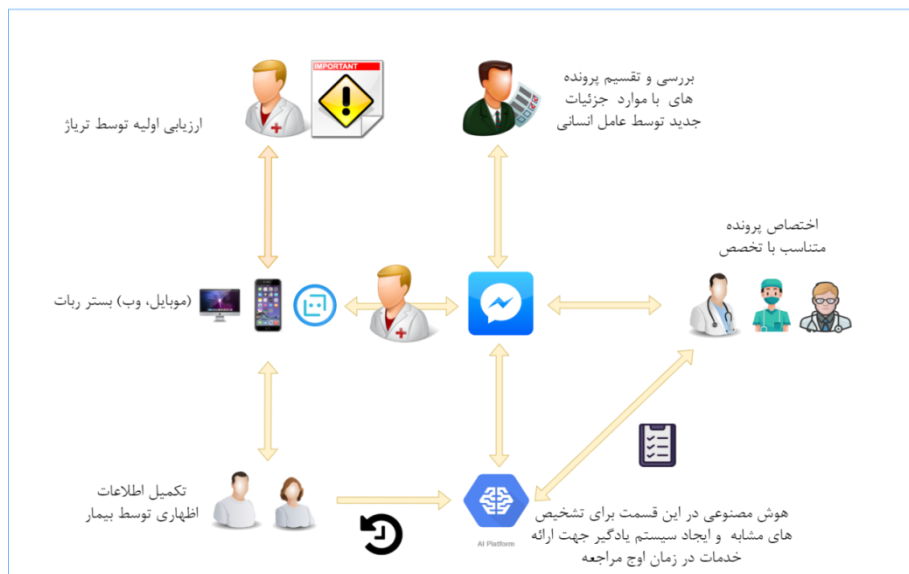 IMPORTANT
ارزیابی اولیه توسط تریاژ
بررسی و تقسیم پرونده
های با موارد جزئیات
جدید توسط عامل انسانی
اختصاص پرونده
متناسب با تخصص
(موبایل، وب) بستر ربات
تکمیل اطلاعات
اظهاری توسط بیمار
AI Platform
هوش مصنوعی در این قسمت برای تشخیص
های مشابه و ایجاد سیستم یادگیر جهت ارائه
خدمات در زمان اوج مراجعه